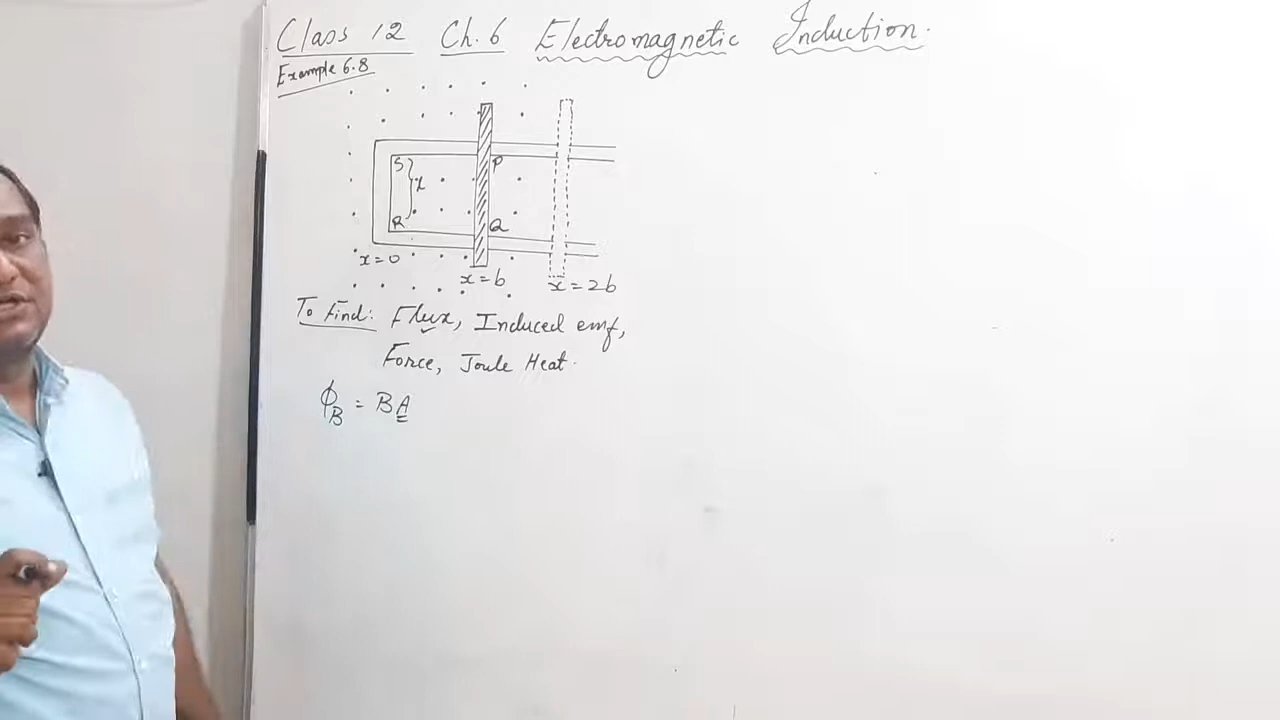 Class 12 Ch. 6 Electromagnetic Induction.
Example 6.8
S P
l
R Q
x = 0
x = b x = 2b
To Find: Flux, Induced emf,
Force, Joule Heat.
ϕ_B = BA